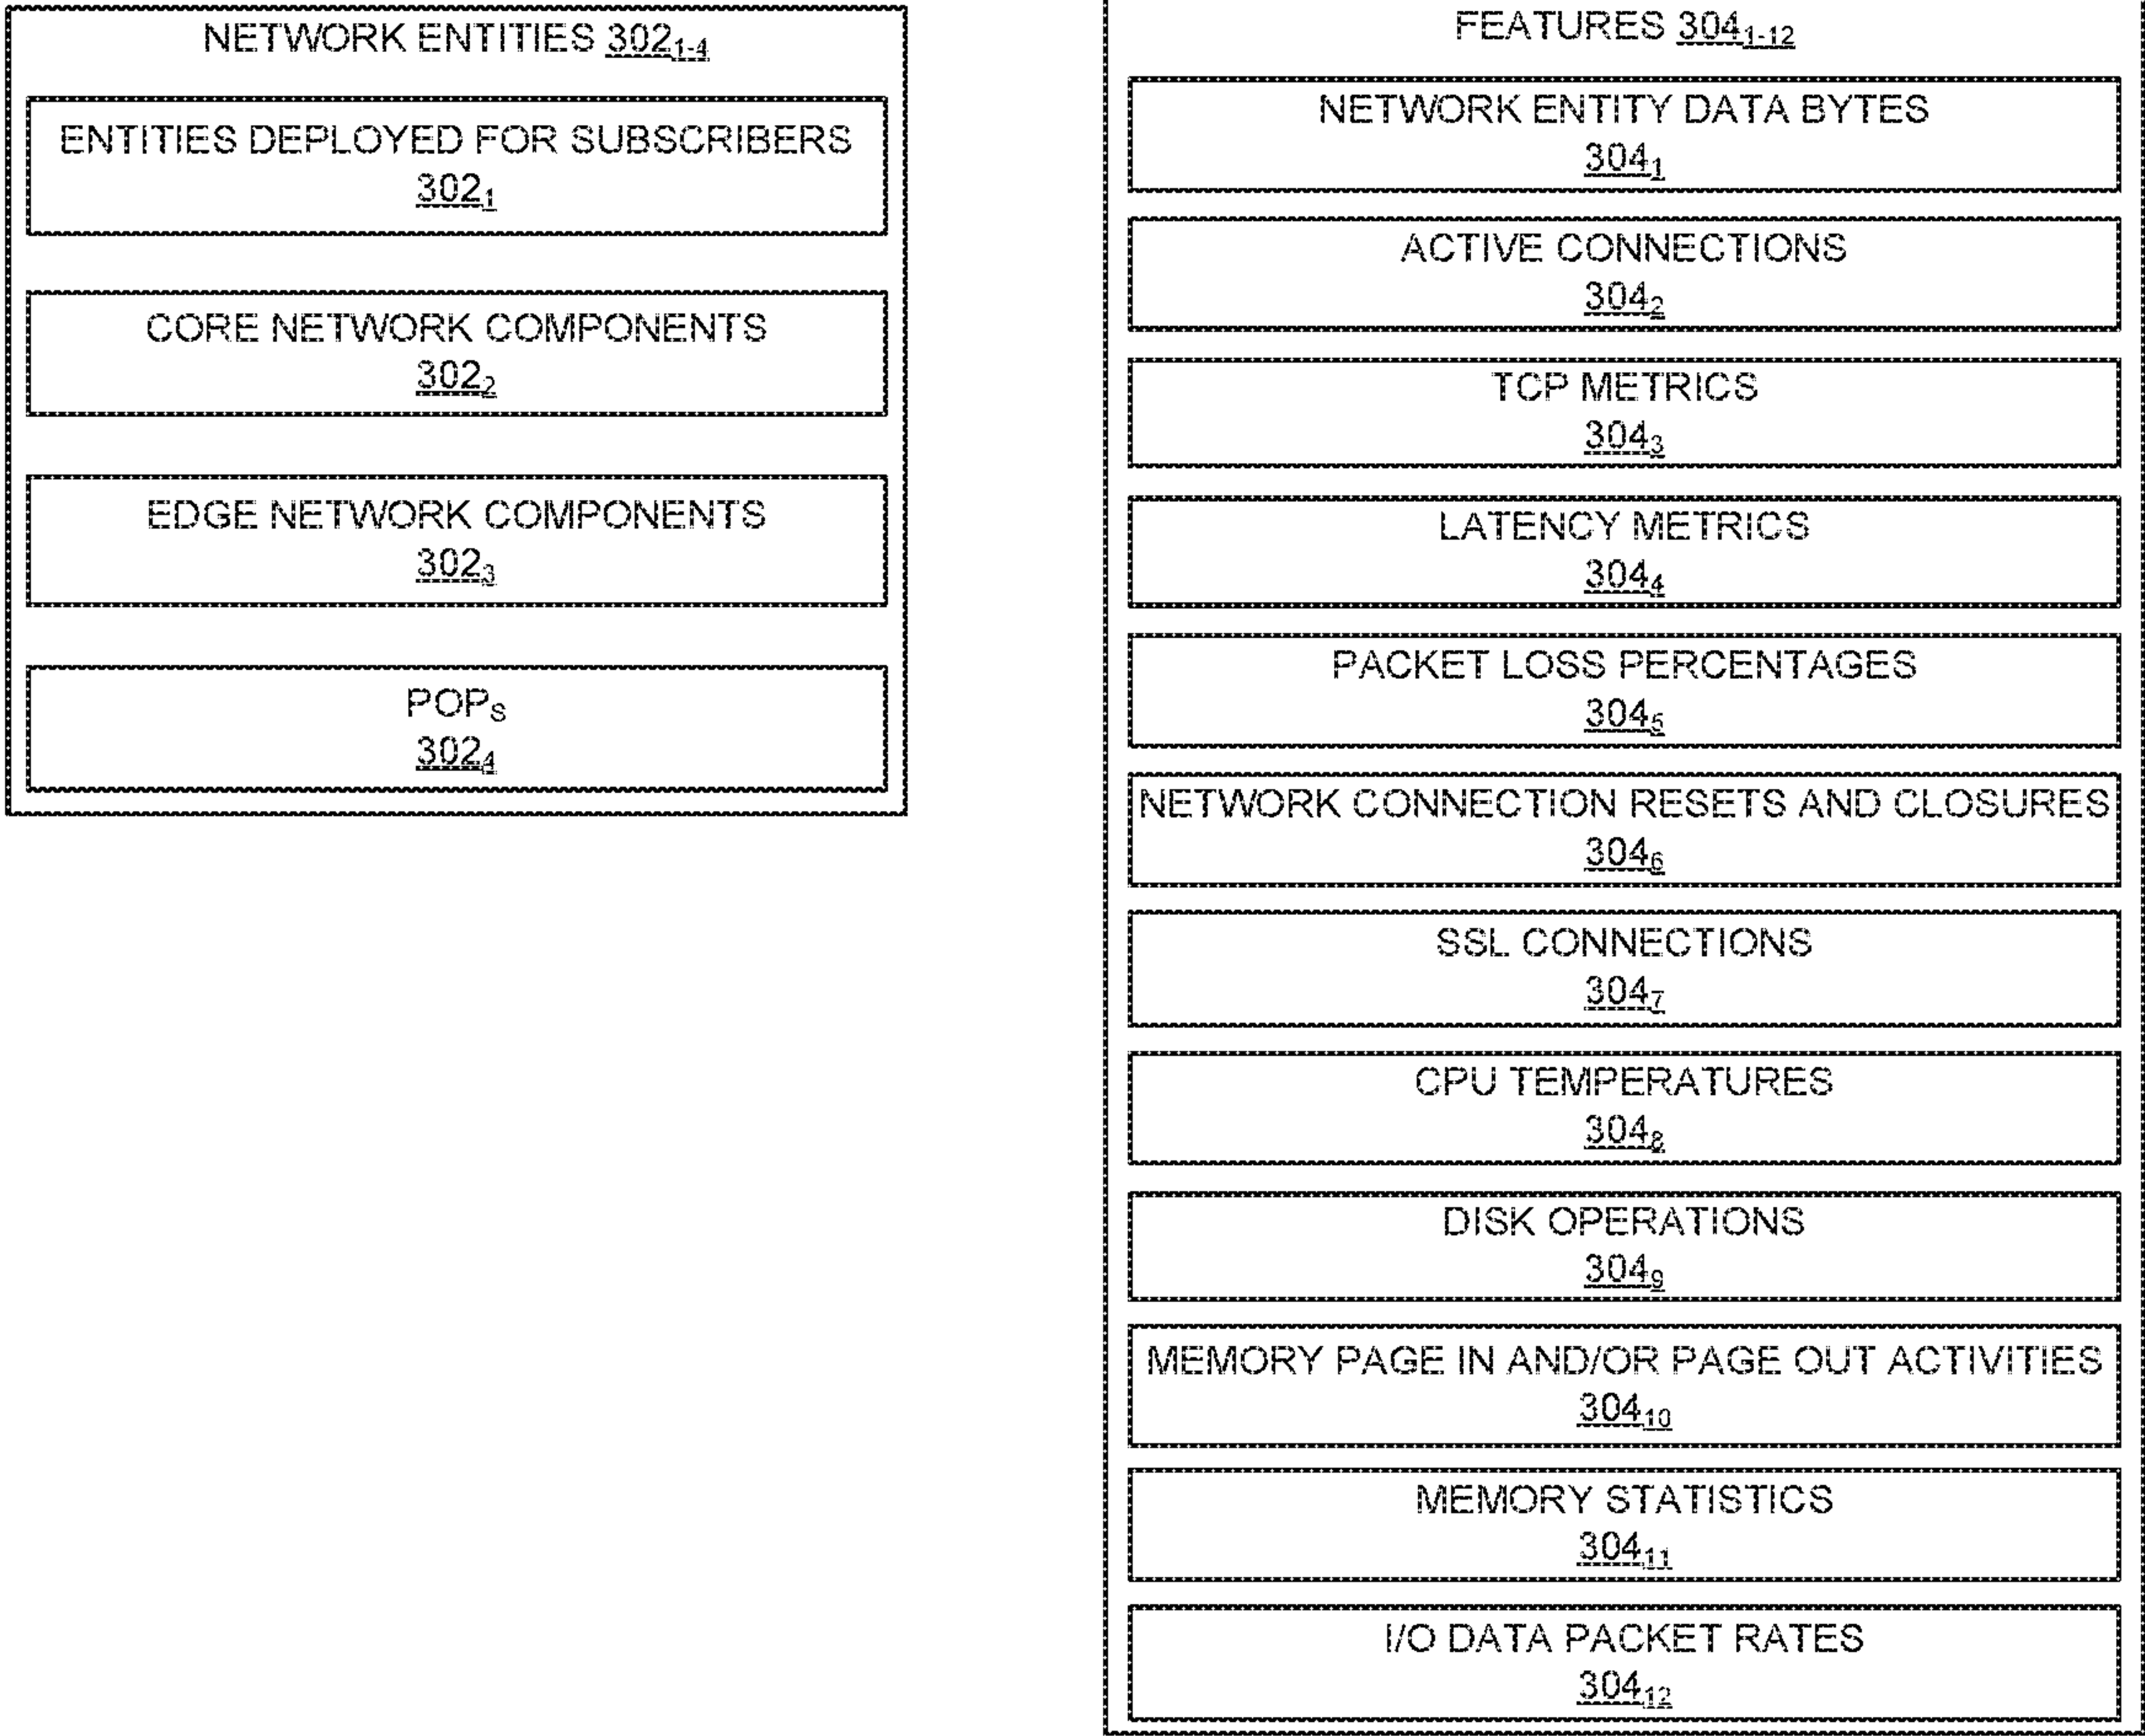 NETWORK ENTITIES 302₁₋₄
ENTITIES DEPLOYED FOR SUBSCRIBERS
302₁
CORE NETWORK COMPONENTS
302₂
EDGE NETWORK COMPONENTS
302₃
POPₛ
302₄
FEATURES 304₁₋₁₂
NETWORK ENTITY DATA BYTES
304₁
ACTIVE CONNECTIONS
304₂
TCP METRICS
304₃
LATENCY METRICS
304₄
PACKET LOSS PERCENTAGES
304₅
NETWORK CONNECTION RESETS AND CLOSURES
304₆
SSL CONNECTIONS
304₇
CPU TEMPERATURES
304₈
DISK OPERATIONS
304₉
MEMORY PAGE IN AND/OR PAGE OUT ACTIVITIES
304₁₀
MEMORY STATISTICS
304₁₁
I/O DATA PACKET RATES
304₁₂